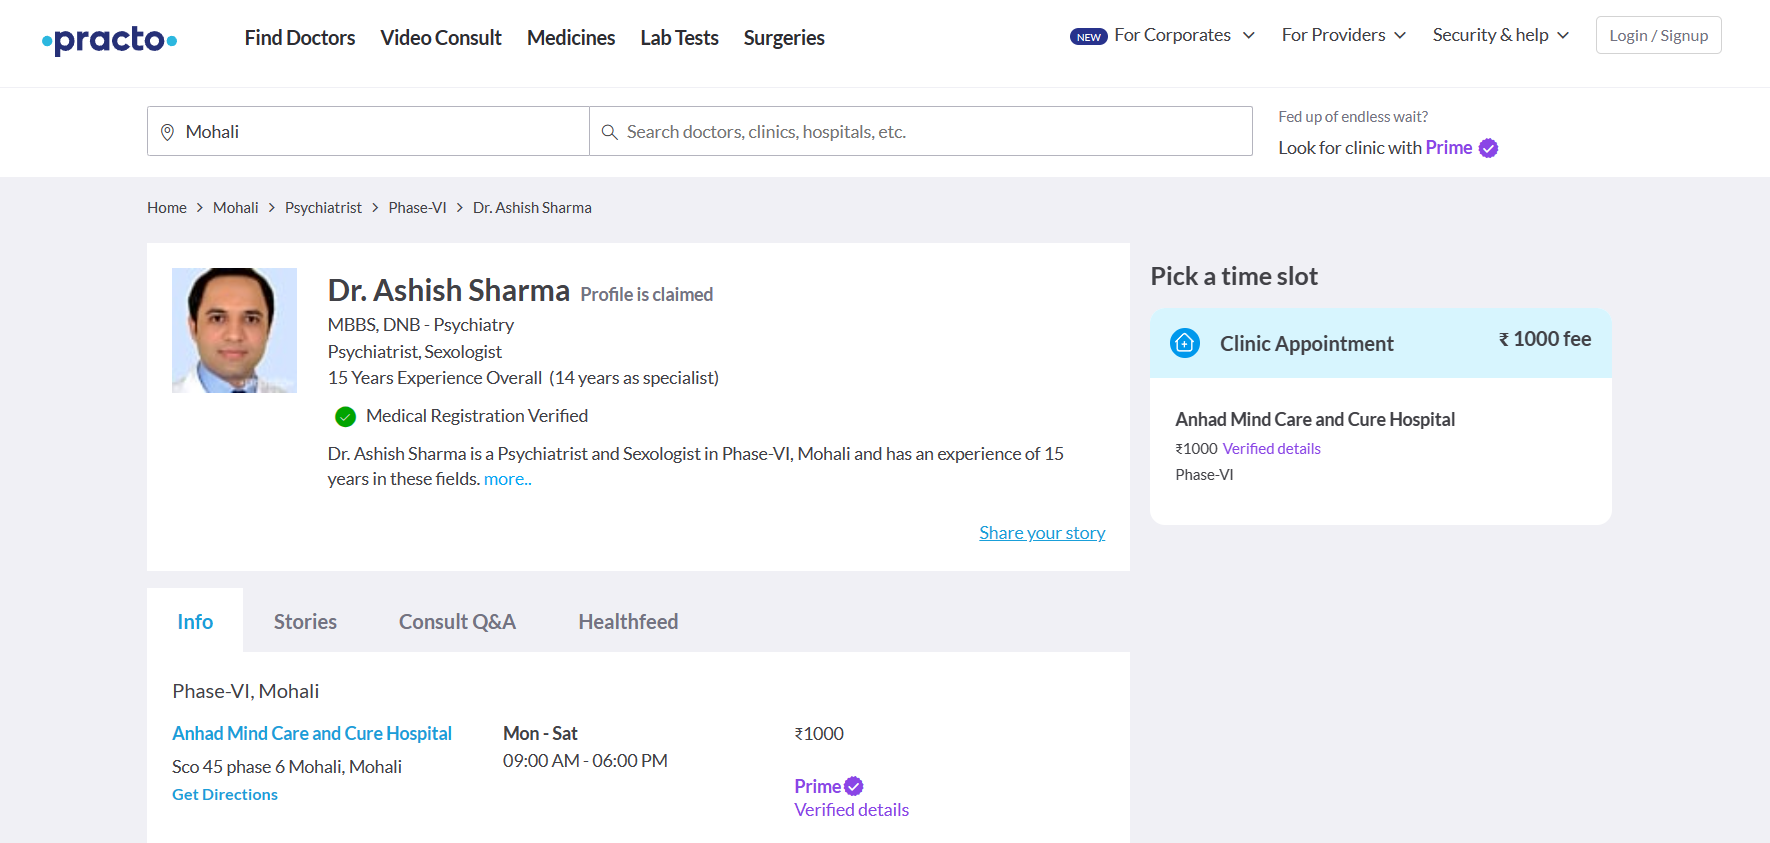 practo
Find Doctors
Video Consult
Medicines
Lab Tests
Surgeries
NEW For Corporates
For Providers
Security & help
Login / Signup
Mohali
Search doctors, clinics, hospitals, etc.
Fed up of endless wait?
Look for clinic with Prime
Home > Mohali > Psychiatrist > Phase-VI > Dr. Ashish Sharma
Dr. Ashish Sharma Profile is claimed
MBBS, DNB - Psychiatry
Psychiatrist, Sexologist
15 Years Experience Overall (14 years as specialist)
Medical Registration Verified
Dr. Ashish Sharma is a Psychiatrist and Sexologist in Phase-VI, Mohali and has an experience of 15
years in these fields. more..
Share your story
Pick a time slot
Clinic Appointment
₹ 1000 fee
Anhad Mind Care and Cure Hospital
₹1000 Verified details
Phase-VI
Info
Stories
Consult Q&A
Healthfeed
Phase-VI, Mohali
Anhad Mind Care and Cure Hospital
Sco 45 phase 6 Mohali, Mohali
Get Directions
Mon - Sat
09:00 AM - 06:00 PM
₹1000
Prime
Verified details